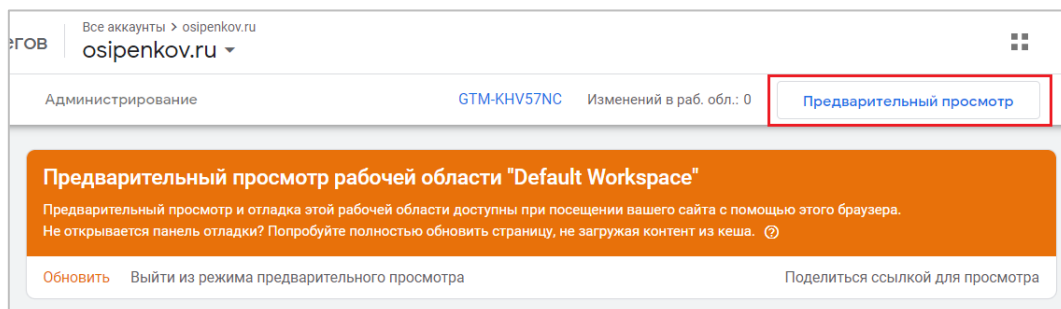 Все аккаунты > osipenkov.ru
osipenkov.ru
Администрирование GTM-KHV57NC Изменений в раб. обл.: 0 Предварительный просмотр
Предварительный просмотр рабочей области "Default Workspace"
Предварительный просмотр и отладка этой рабочей области доступны при посещении вашего сайта с помощью этого браузера.
Не открывается панель отладки? Попробуйте полностью обновить страницу, не загружая контент из кеша.
Обновить Выйти из режима предварительного просмотра Поделиться ссылкой для просмотра